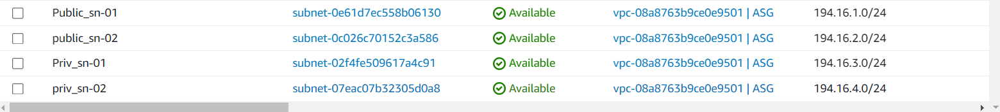 Public_sn-01 subnet-0e61d7ec558b06130 Available vpc-08a8763b9ce0e9501 | ASG 194.16.1.0/24
public_sn-02 subnet-0c026c70152c3a586 Available vpc-08a8763b9ce0e9501 | ASG 194.16.2.0/24
Priv_sn-01 subnet-02f4fe509617a4c91 Available vpc-08a8763b9ce0e9501 | ASG 194.16.3.0/24
priv_sn-02 subnet-07eac07b32305d0a8 Available vpc-08a8763b9ce0e9501 | ASG 194.16.4.0/24